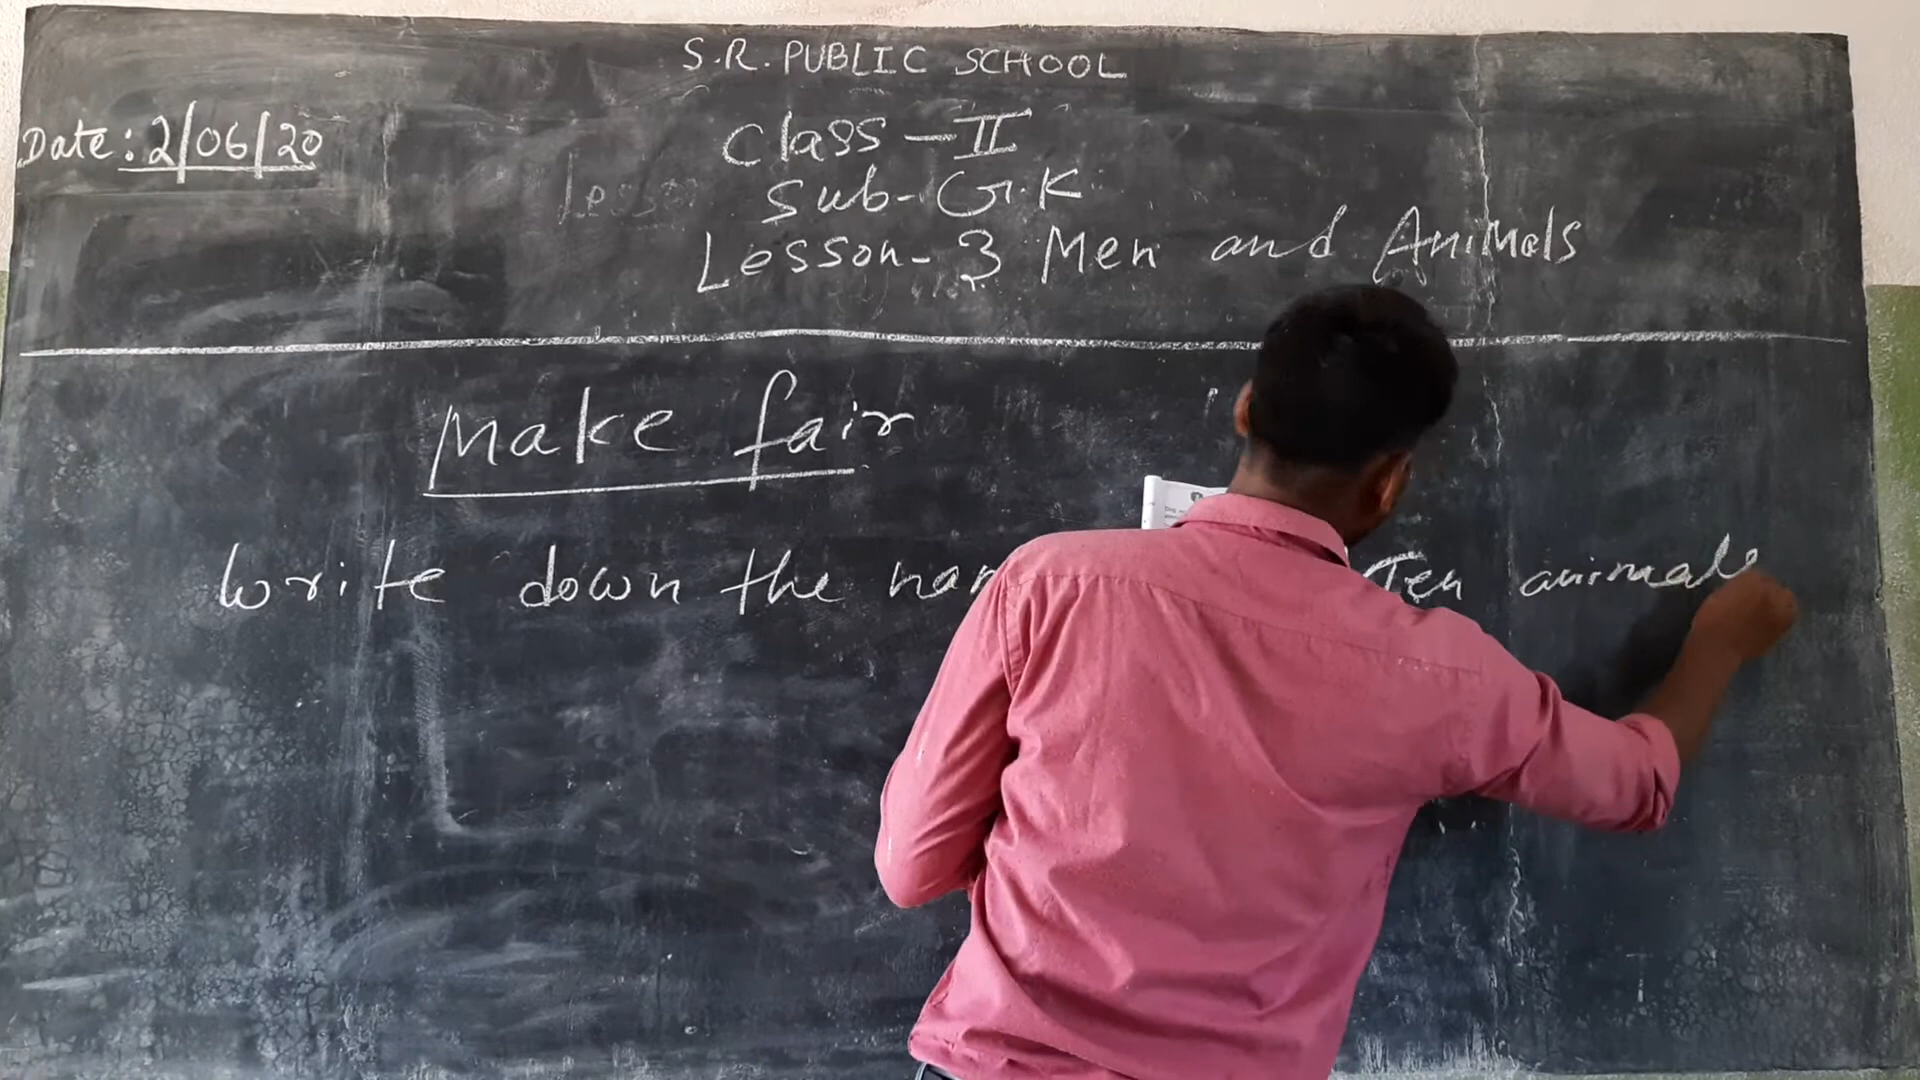 S.R. PUBLIC SCHOOL
Date: 2/06/20
Class - II
Sub - G.K
Lesson - 3 Men and Animals
Make fair
Write down the Ten animals